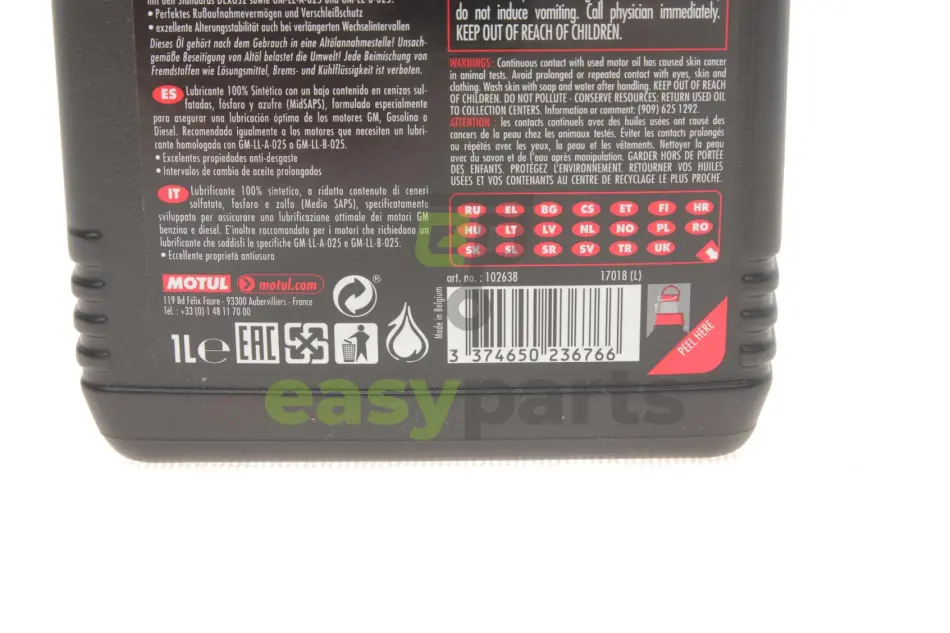 mit den Standards DEXOS2 sowie GM-LL-A-025 und GM-LL-B-025.
• Perfektes Rußaufnahmevermögen und Verschleißschutz
• exzellente Alterungsstabilität auch bei verlängerten Wechselintervallen
Dieses Öl gehört nach dem Gebrauch in eine Altölannahmestelle! Unsach-
gemäße Beseitigung von Altöl belastet die Umwelt! Jede Beimischung von
Fremdstoffen wie Lösungsmittel, Brems- und Kühlflüssigkeit ist verboten.
ES Lubricante 100% Sintético con un bajo contenido en cenizas sul-
fatadas, fósforo y azufre (MidSAPS), formulado especialmente
para asegurar una lubricación óptima de los motores GM, Gasolina o
Diesel. Recomendado igualmente a los motores que necesiten un lubri-
cante homologado con GM-LL-A-025 o GM-LL-B-025.
• Excelentes propiedades anti-desgaste
• Intervalos de cambio de aceite prolongados
IT Lubrificante 100% sintetico, a ridotto contenuto di ceneri
solfatate, fosforo e zolfo (Medio SAPS), specificatamente
sviluppato per assicurare una lubrificazione ottimale dei motori GM
benzina e diesel. E'inoltre raccomandato per i motori che richiedono un
lubrificante che soddisfi le specifiche GM-LL-A-025 e GM-LL-B-025.
• Eccellente proprietà antiusura
MOTUL motul.com
119 Bd Félix Faure - 93300 Aubervilliers - France
Tél. : +33 (0) 1 48 11 70 00
1L e EAC
do not induce vomiting. Call physician immediately.
KEEP OUT OF REACH OF CHILDREN.
WARNINGS: Continuous contact with used motor oil has caused skin cancer
in animal tests. Avoid prolonged or repeated contact with eyes, skin and
clothing. Wash skin with soap and water after handling. KEEP OUT OF REACH
OF CHILDREN. DO NOT POLLUTE - CONSERVE RESOURCES: RETURN USED OIL
TO COLLECTION CENTERS. Information or comment: (909) 625 1292.
ATTENTION : les contacts continuels avec des huiles usées ont causé des
cancers de la peau chez les animaux testés. Éviter les contacts prolongés
ou répétés avec les yeux, la peau et les vêtements. Nettoyer la peau
avec du savon et de l'eau après manipulation. GARDER HORS DE PORTÉE
DES ENFANTS. PROTÉGEZ L'ENVIRONNEMENT. RETOURNER VOS HUILES
USÉES ET VOS CONTENANTS AU CENTRE DE RECYCLAGE LE PLUS PROCHE.
RU EL BG CS ET FI HR
HU LT LV NL NO PL RO
SK SL SR SV TR UK
art. no. : 102638 17018 (L)
Made in Belgium
3 374650 236766
PEEL HERE
easyparts